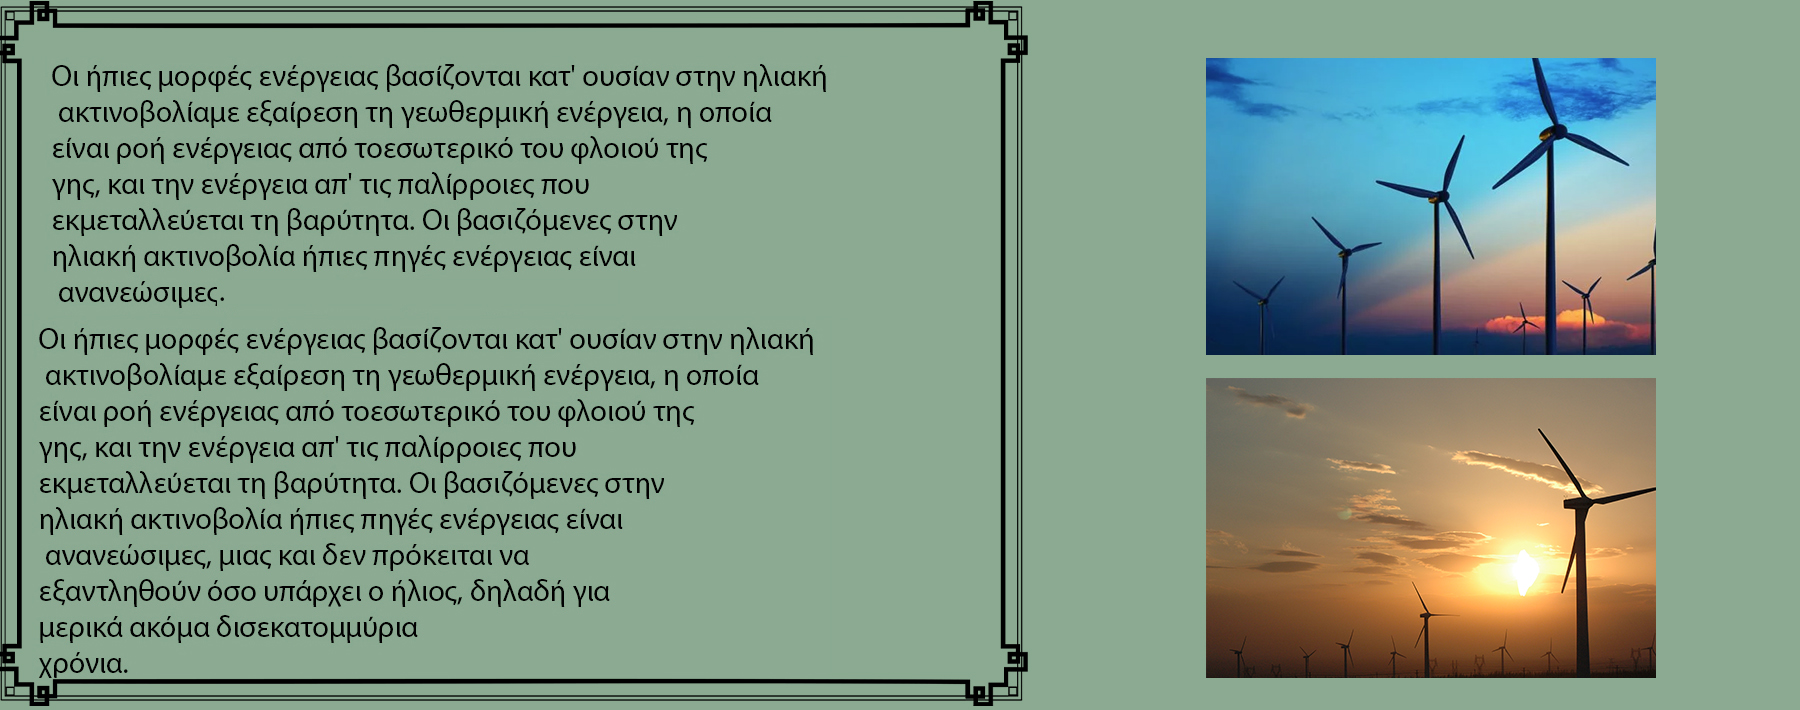 Οι ήπιες μορφές ενέργειας βασίζονται κατ' ουσίαν στην ηλιακή
ακτινοβολίαμε εξαίρεση τη γεωθερμική ενέργεια, η οποία
είναι ροή ενέργειας από τοεσωτερικό του φλοιού της
γης, και την ενέργεια απ' τις παλίρροιες που
εκμεταλλεύεται τη βαρύτητα. Οι βασιζόμενες στην
ηλιακή ακτινοβολία ήπιες πηγές ενέργειας είναι
ανανεώσιμες.
Οι ήπιες μορφές ενέργειας βασίζονται κατ' ουσίαν στην ηλιακή
ακτινοβολίαμε εξαίρεση τη γεωθερμική ενέργεια, η οποία
είναι ροή ενέργειας από τοεσωτερικό του φλοιού της
γης, και την ενέργεια απ' τις παλίρροιες που
εκμεταλλεύεται τη βαρύτητα. Οι βασιζόμενες στην
ηλιακή ακτινοβολία ήπιες πηγές ενέργειας είναι
ανανεώσιμες, μιας και δεν πρόκειται να
εξαντληθούν όσο υπάρχει ο ήλιος, δηλαδή για
μερικά ακόμα δισεκατομμύρια
χρόνια.